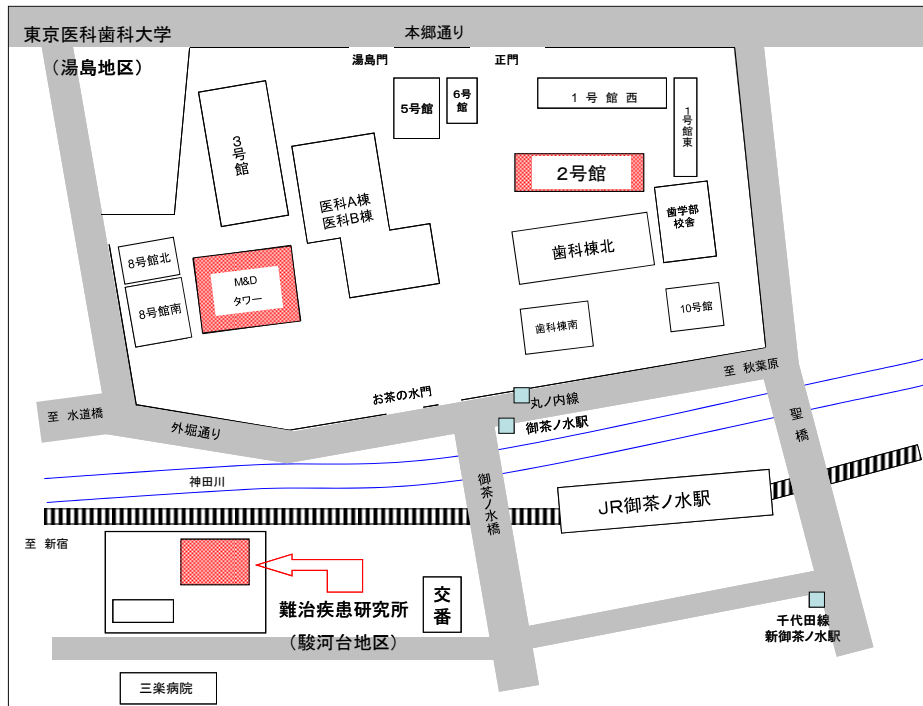 東京医科歯科大学
（湯島地区）
本郷通り
湯島門
正門
3号館
5号館
6号
館
1号館西
1号館東
医科A棟
医科B棟
2号館
歯学部
校舎
歯科棟北
8号館北
8号館南
M&D
タワー
歯科棟南
10号館
お茶の水門
至 秋葉原
至 水道橋
外堀通り
丸ノ内線
御茶ノ水駅
聖橋
神田川
御茶ノ水橋
JR御茶ノ水駅
至 新宿
難治疾患研究所
（駿河台地区）
交
番
千代田線
新御茶ノ水駅
三楽病院